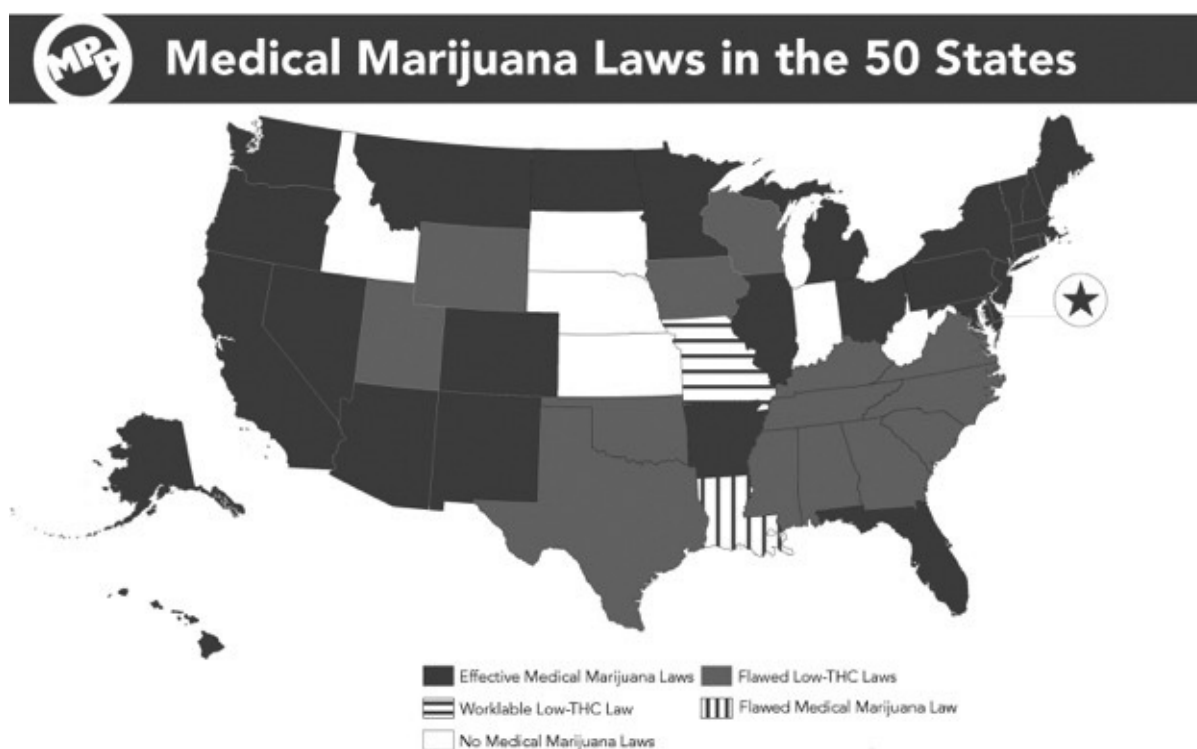 MPP Medical Marijuana Laws in the 50 States
Effective Medical Marijuana Laws
Flawed Low-THC Laws
Worklable Low-THC Law
Flawed Medical Marijuana Law
No Medical Marijuana Laws